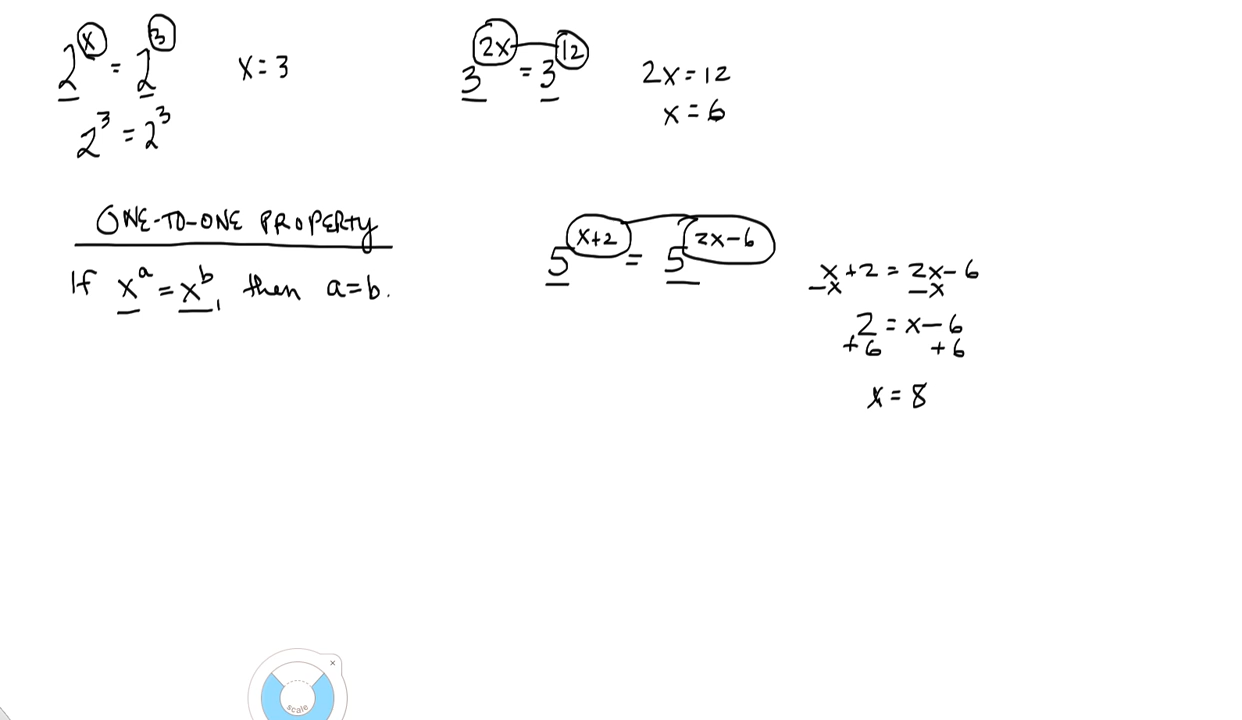 2^x = 2^3
x = 3
2^3 = 2^3
3^2x = 3^12
2x = 12
x = 6
ONE-TO-ONE PROPERTY
If x^a = x^b, then a = b.
5^x+2 = 5^2x-6
x + 2 = 2x - 6
-x -x
2 = x - 6
+6 +6
x = 8
×
scale